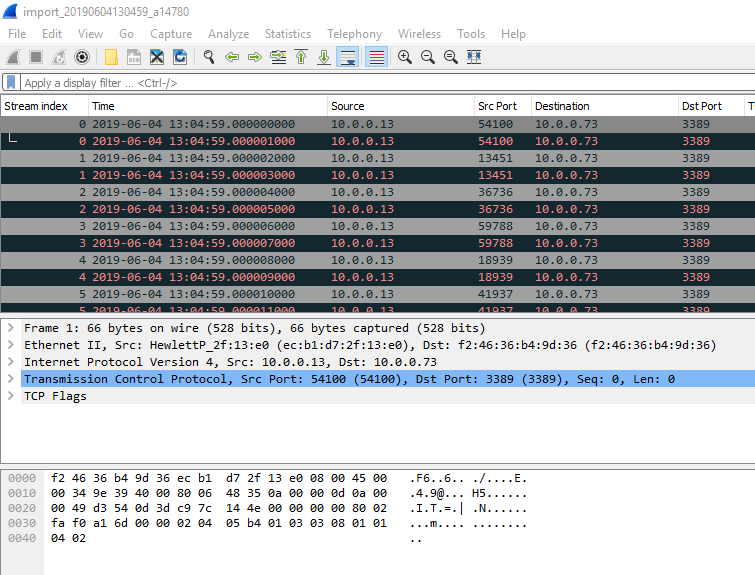 import_20190604130459_a14780
File Edit View Go Capture Analyze Statistics Telephony Wireless Tools Help
Apply a display filter ... <Ctrl-/>
Stream index Time Source Src Port Destination Dst Port T
0 2019-06-04 13:04:59.000000000 10.0.0.13 54100 10.0.0.73 3389
0 2019-06-04 13:04:59.000001000 10.0.0.13 54100 10.0.0.73 3389
1 2019-06-04 13:04:59.000002000 10.0.0.13 13451 10.0.0.73 3389
1 2019-06-04 13:04:59.000003000 10.0.0.13 13451 10.0.0.73 3389
2 2019-06-04 13:04:59.000004000 10.0.0.13 36736 10.0.0.73 3389
2 2019-06-04 13:04:59.000005000 10.0.0.13 36736 10.0.0.73 3389
3 2019-06-04 13:04:59.000006000 10.0.0.13 59788 10.0.0.73 3389
3 2019-06-04 13:04:59.000007000 10.0.0.13 59788 10.0.0.73 3389
4 2019-06-04 13:04:59.000008000 10.0.0.13 18939 10.0.0.73 3389
4 2019-06-04 13:04:59.000009000 10.0.0.13 18939 10.0.0.73 3389
5 2019-06-04 13:04:59.000010000 10.0.0.13 41937 10.0.0.73 3389
5 2019-06-04 13:04:59.000011000 10.0.0.13 41937 10.0.0.73 3389
Frame 1: 66 bytes on wire (528 bits), 66 bytes captured (528 bits)
Ethernet II, Src: HewlettP_2f:13:e0 (ec:b1:d7:2f:13:e0), Dst: f2:46:36:b4:9d:36 (f2:46:36:b4:9d:36)
Internet Protocol Version 4, Src: 10.0.0.13, Dst: 10.0.0.73
Transmission Control Protocol, Src Port: 54100 (54100), Dst Port: 3389 (3389), Seq: 0, Len: 0
TCP Flags
0000 f2 46 36 b4 9d 36 ec b1 d7 2f 13 e0 08 00 45 00 .F6..6.. ./....E.
0010 00 34 9e 39 40 00 80 06 48 35 0a 00 00 0d 0a 00 .4.9@... H5......
0020 00 49 d3 54 0d 3d c9 7c 14 4e 00 00 00 00 80 02 .I.T.=.| .N......
0030 fa f0 a1 6d 00 00 02 04 05 b4 01 03 03 08 01 01 ...m.... ........
0040 04 02 ..